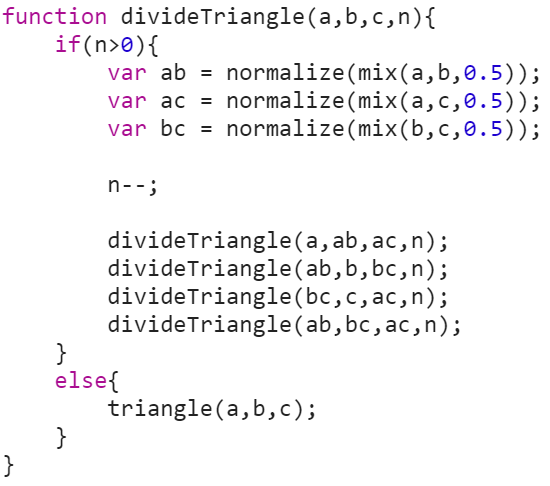 function divideTriangle(a,b,c,n){
    if(n>0){
        var ab = normalize(mix(a,b,0.5));
        var ac = normalize(mix(a,c,0.5));
        var bc = normalize(mix(b,c,0.5));

        n--;

        divideTriangle(a,ab,ac,n);
        divideTriangle(ab,b,bc,n);
        divideTriangle(bc,c,ac,n);
        divideTriangle(ab,bc,ac,n);
    }
    else{
        triangle(a,b,c);
    }
}